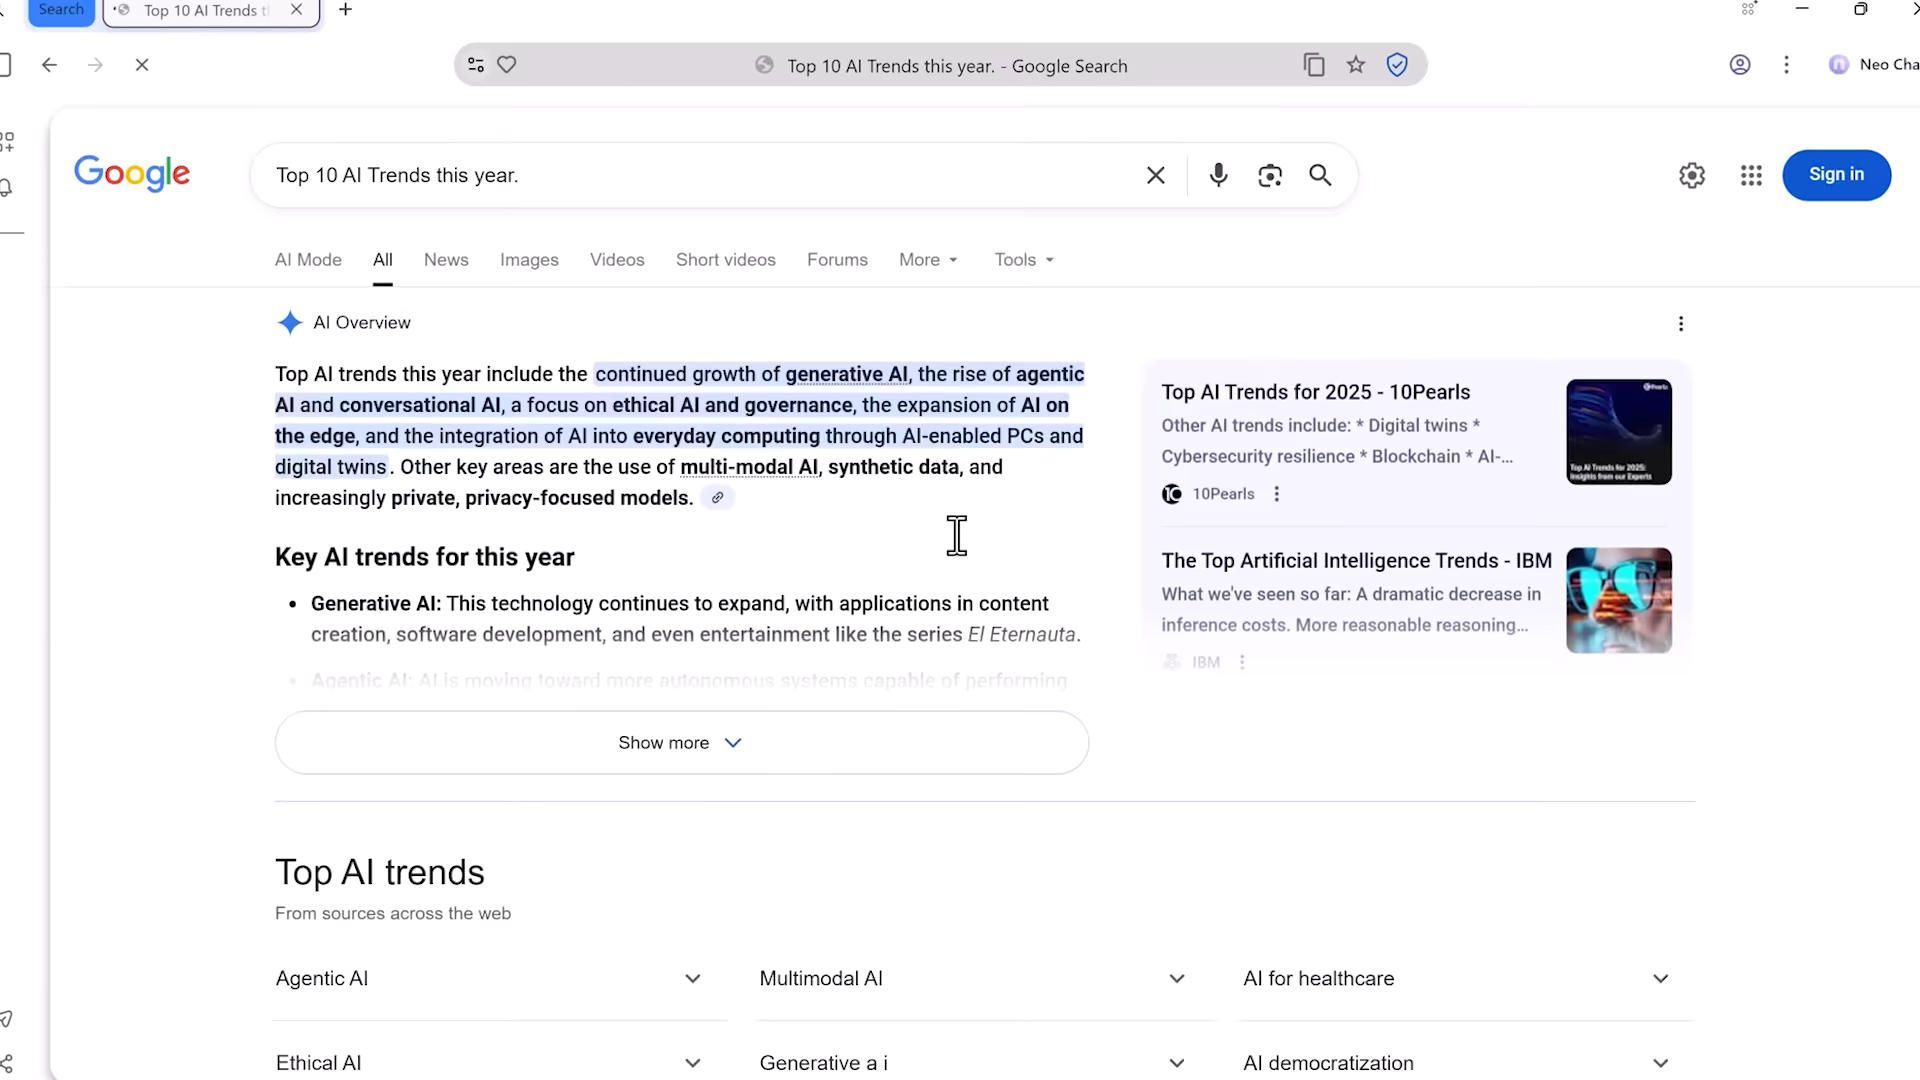 Search
Top 10 AI Trends t
Top 10 AI Trends this year. - Google Search
Neo Cha
Google
Top 10 AI Trends this year.
Sign in
AI Mode
All
News
Images
Videos
Short videos
Forums
More
Tools
AI Overview
Top AI trends this year include the continued growth of generative AI, the rise of agentic
AI and conversational AI, a focus on ethical AI and governance, the expansion of AI on
the edge, and the integration of AI into everyday computing through AI-enabled PCs and
digital twins. Other key areas are the use of multi-modal AI, synthetic data, and
increasingly private, privacy-focused models.
Key AI trends for this year
• Generative AI: This technology continues to expand, with applications in content
creation, software development, and even entertainment like the series El Eternauta.
• Agentic AI: AI is moving toward more autonomous systems capable of performing
Show more
Top AI Trends for 2025 - 10Pearls
Other AI trends include: * Digital twins *
Cybersecurity resilience * Blockchain * AI-...
10Pearls
10Pearls
Top AI Trends for 2025:
Insights from our Experts
The Top Artificial Intelligence Trends - IBM
What we've seen so far: A dramatic decrease in
inference costs. More reasonable reasoning...
IBM
Top AI trends
From sources across the web
Agentic AI
Multimodal AI
AI for healthcare
Ethical AI
Generative a i
AI democratization